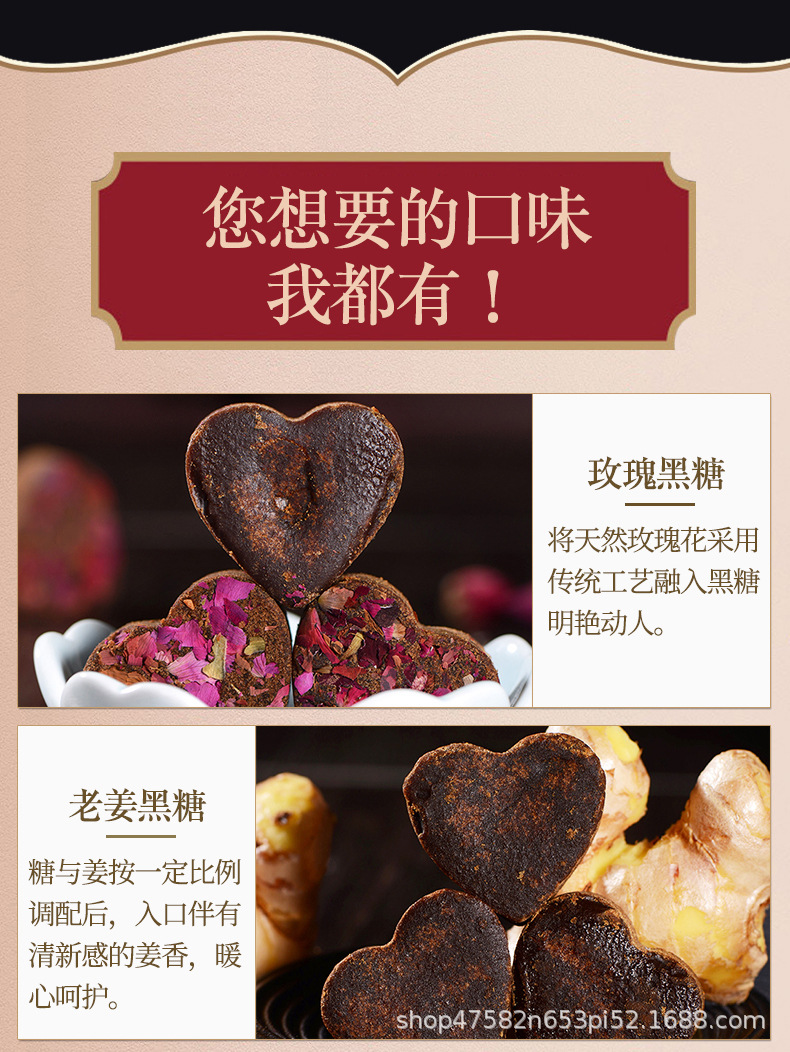 您想要的口味
我都有！
玫瑰黑糖
将天然玫瑰花采用
传统工艺融入黑糖
明艳动人。
老姜黑糖
糖与姜按一定比例
调配后，入口伴有
清新感的姜香，暖
心呵护。
shop47582n653pi52.1688.com